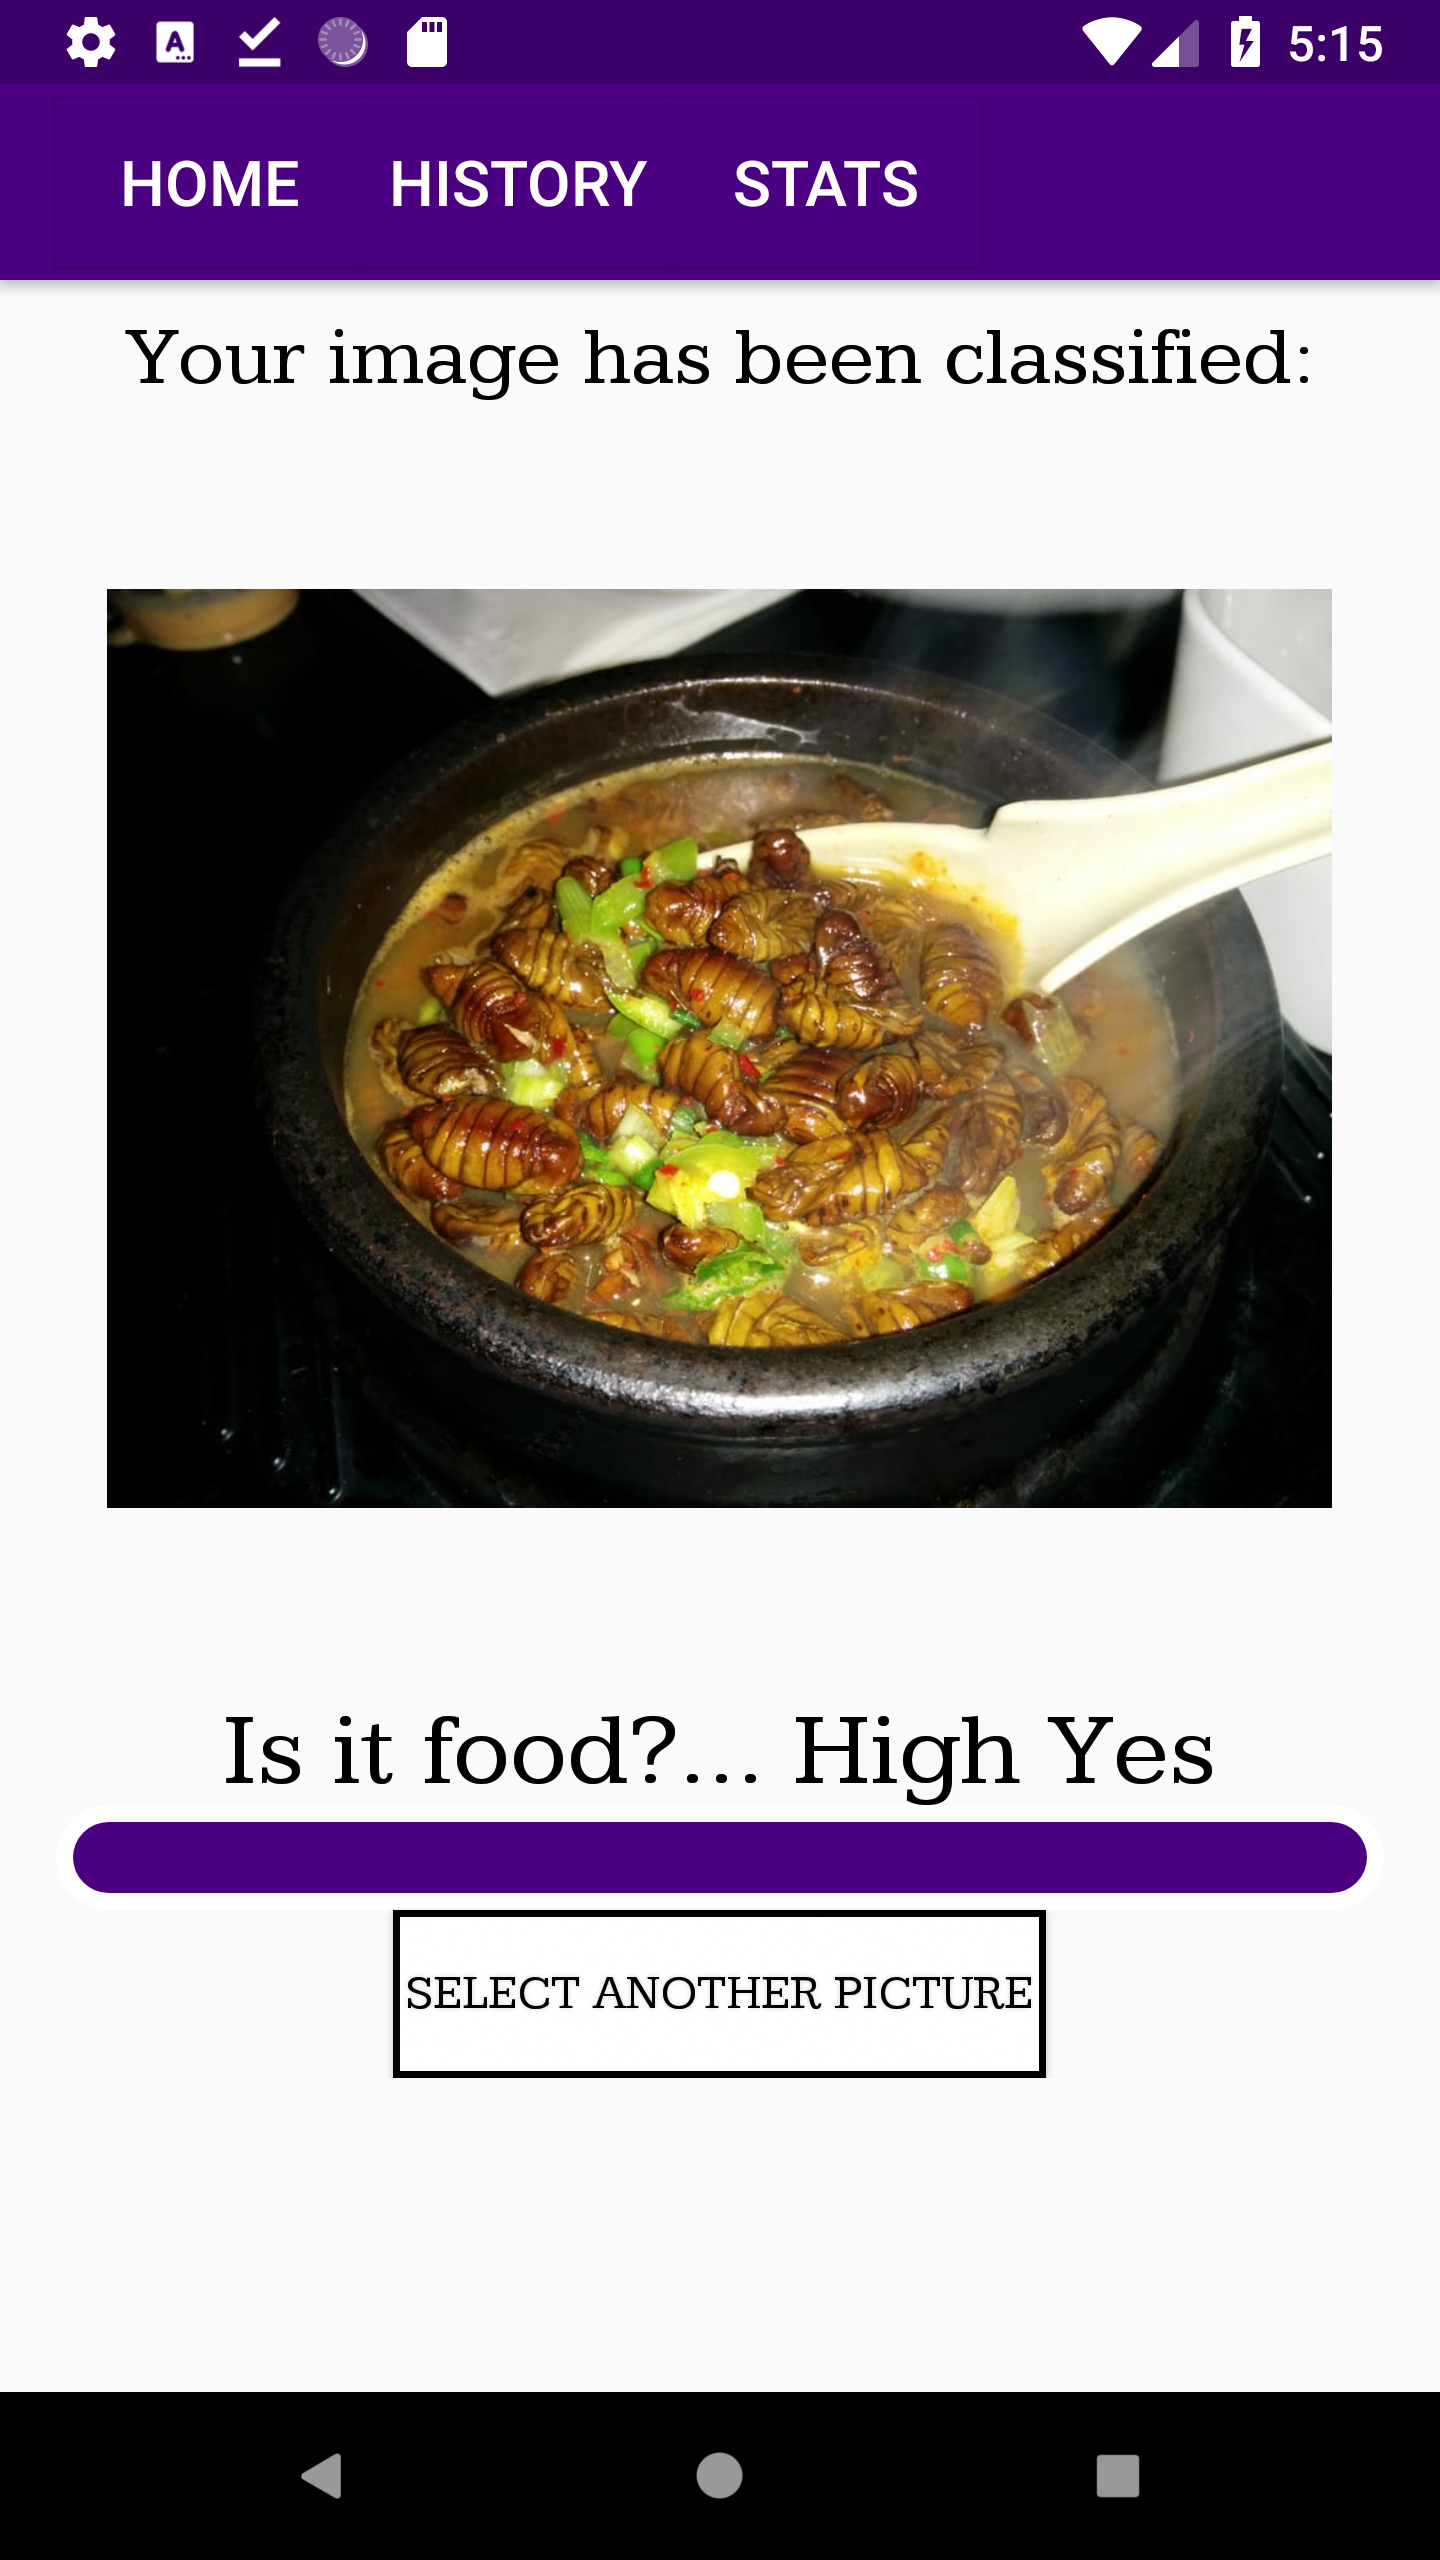 5:15
HOME HISTORY STATS
Your image has been classified:
Is it food?... High Yes
SELECT ANOTHER PICTURE